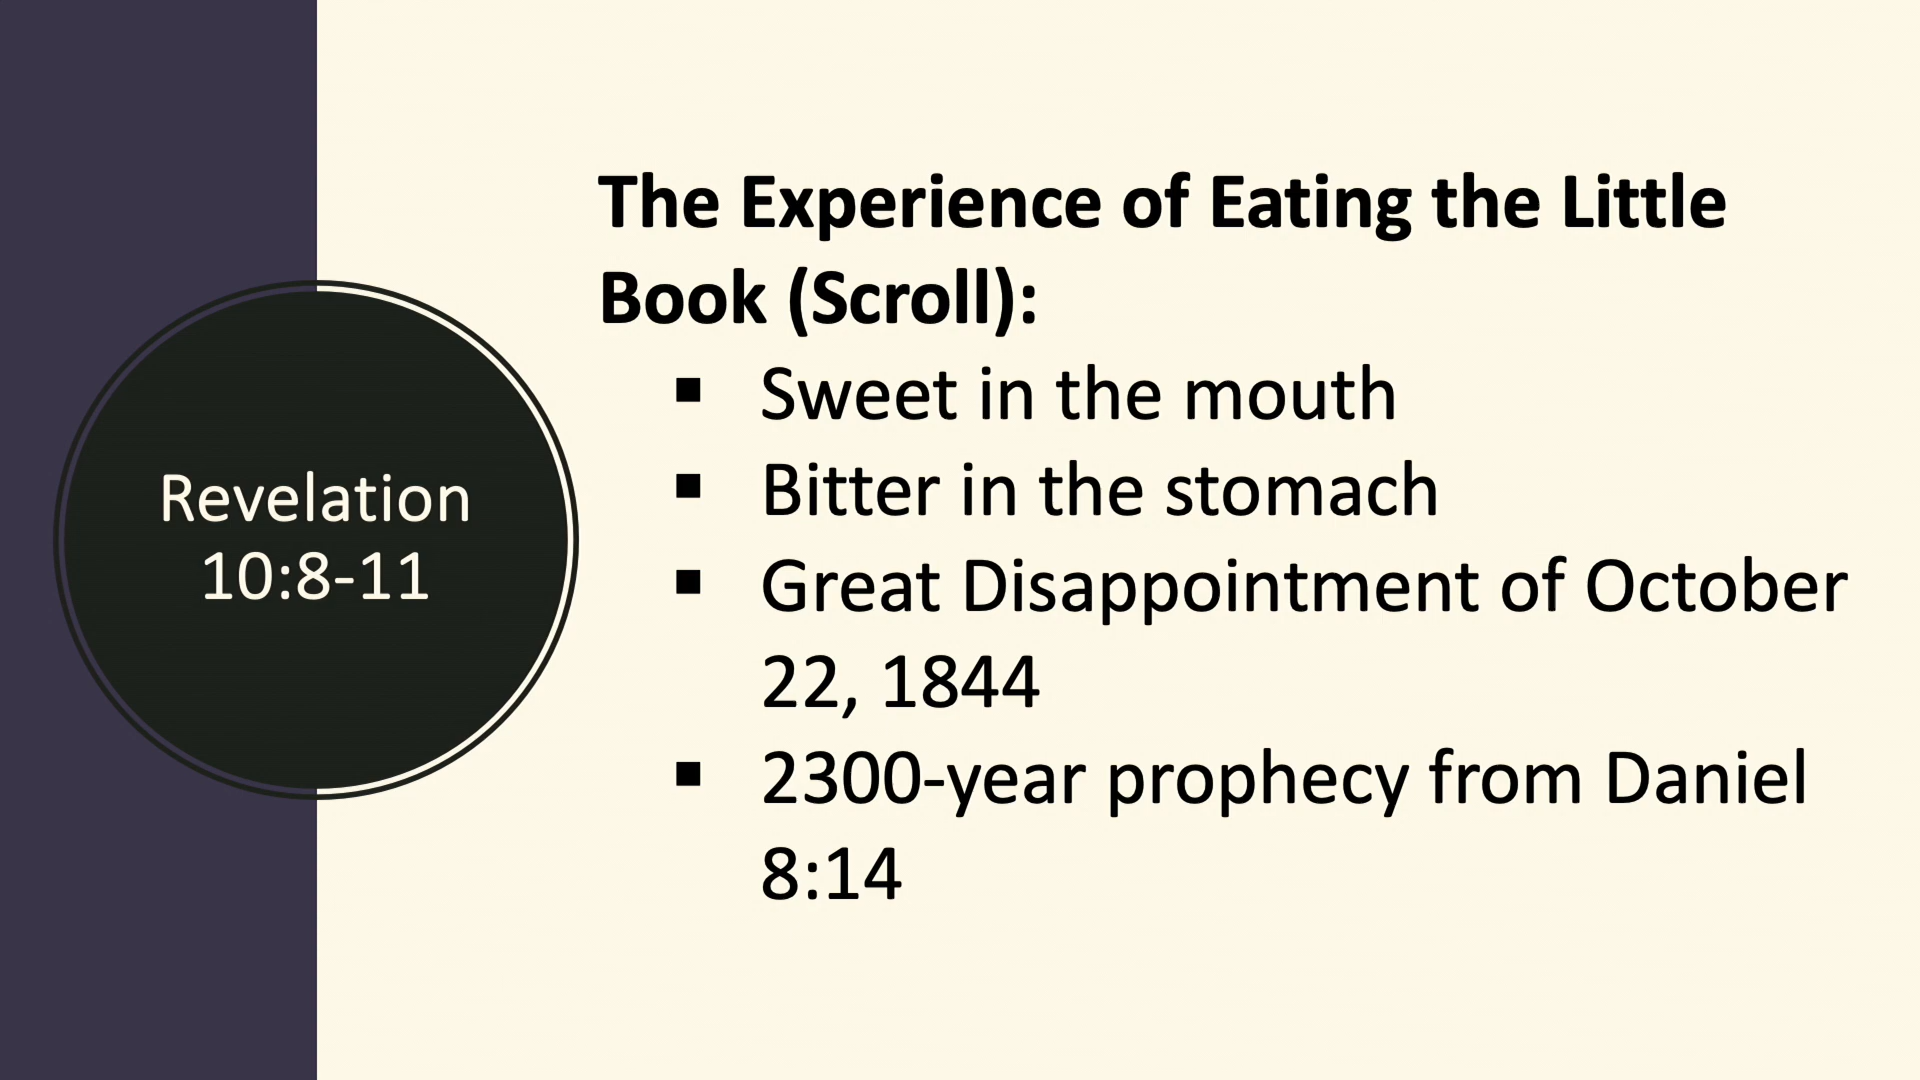 Revelation
10:8-11
The Experience of Eating the Little
Book (Scroll):
▪ Sweet in the mouth
▪ Bitter in the stomach
▪ Great Disappointment of October
22, 1844
▪ 2300-year prophecy from Daniel
8:14